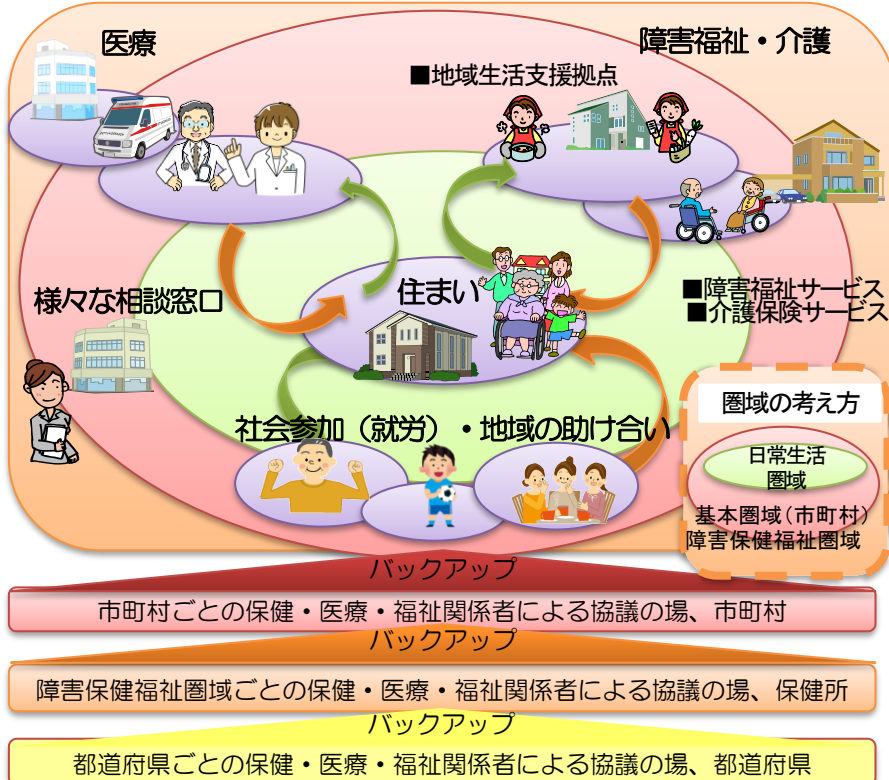 医療
障害福祉・介護
■地域生活支援拠点
様々な相談窓口
住まい
■障害福祉サービス
■介護保険サービス
社会参加（就労）・地域の助け合い
圏域の考え方
日常生活
圏域
基本圏域（市町村）
障害保健福祉圏域
バックアップ
市町村ごとの保健・医療・福祉関係者による協議の場、市町村
バックアップ
障害保健福祉圏域ごとの保健・医療・福祉関係者による協議の場、保健所
バックアップ
都道府県ごとの保健・医療・福祉関係者による協議の場、都道府県